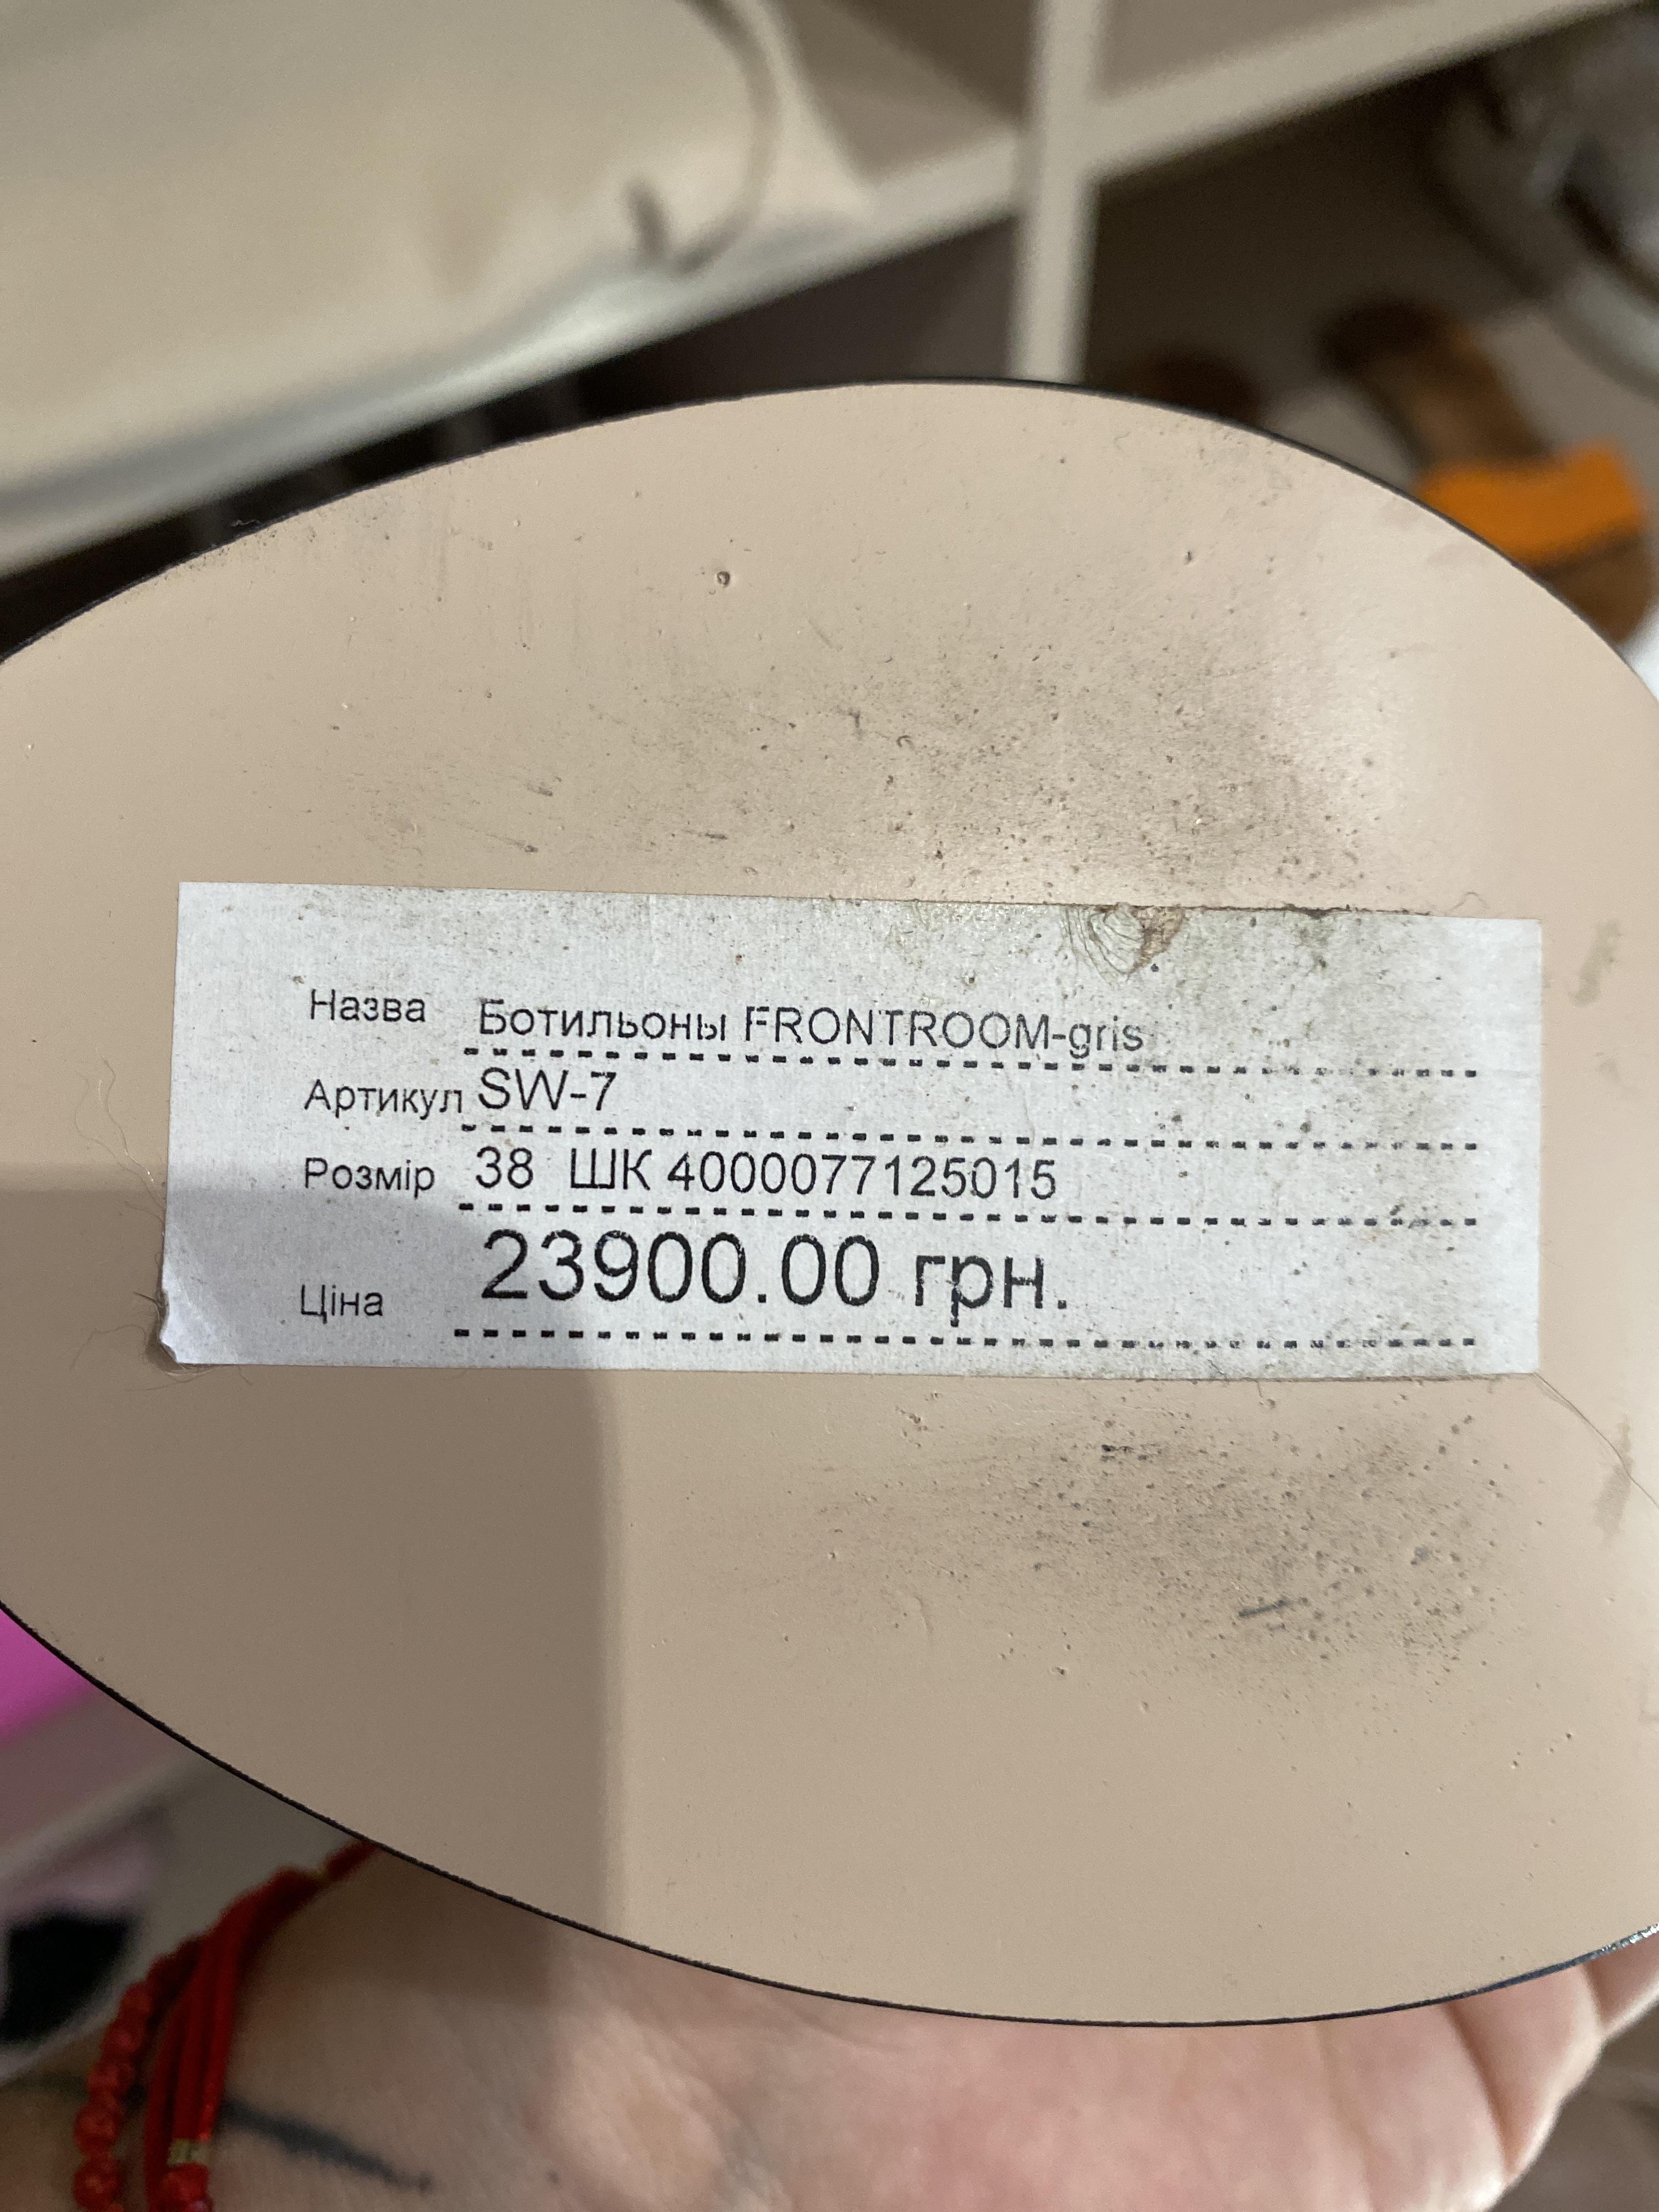 Назва Ботильоны FRONTROOM-gris
Артикул SW-7
Розмір 38 ШК 4000077125015
Ціна 23900.00 грн.